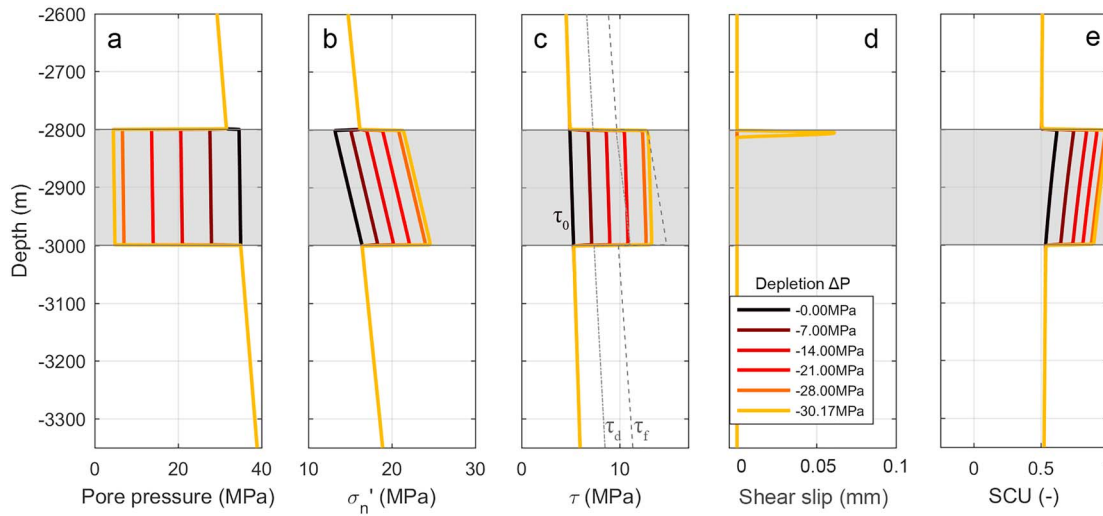 a
b
c
d
e
-2600
-2700
-2800
-2900
-3000
-3100
-3200
-3300
Depth (m)
τ0
τd
τf
Depletion ΔP
-0.00MPa
-7.00MPa
-14.00MPa
-21.00MPa
-28.00MPa
-30.17MPa
0 20 40
10 20 30
0 10
0 0.05 0.1
0 0.5
Pore pressure (MPa)
σn' (MPa)
τ (MPa)
Shear slip (mm)
SCU (-)